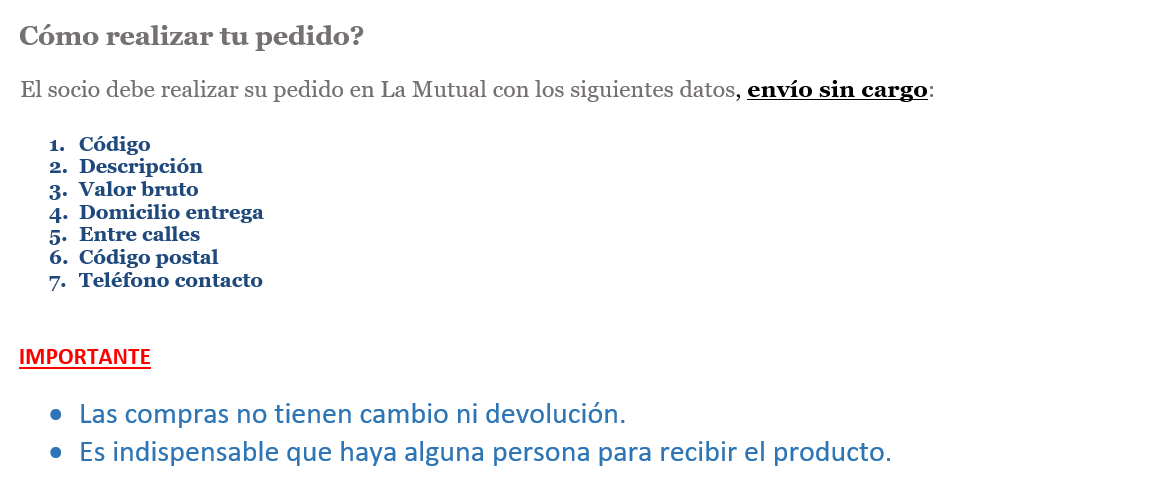 Cómo realizar tu pedido?
El socio debe realizar su pedido en La Mutual con los siguientes datos, envío sin cargo:
1. Código
2. Descripción
3. Valor bruto
4. Domicilio entrega
5. Entre calles
6. Código postal
7. Teléfono contacto
IMPORTANTE
• Las compras no tienen cambio ni devolución.
• Es indispensable que haya alguna persona para recibir el producto.